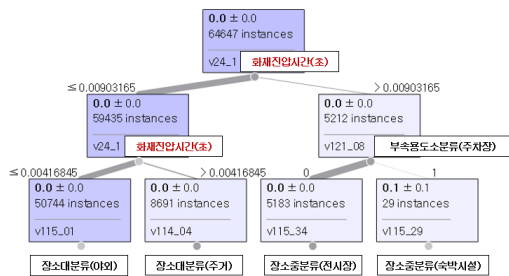 0.0 ± 0.0
64647 instances
v24_1
화재진압시간(초)
≤ 0.00903165
> 0.00903165
0.0 ± 0.0
59435 instances
v24_1
화재진압시간(초)
0.0 ± 0.0
5212 instances
v121_08
부속용도소분류(주차장)
≤ 0.00416845
> 0.00416845
0
1
0.0 ± 0.0
50744 instances
v115_01
0.0 ± 0.0
8691 instances
v114_04
0.0 ± 0.0
5183 instances
v115_34
0.1 ± 0.1
29 instances
v115_29
장소대분류(야외)
장소대분류(주거)
장소중분류(전시장)
장소중분류(숙박시설)